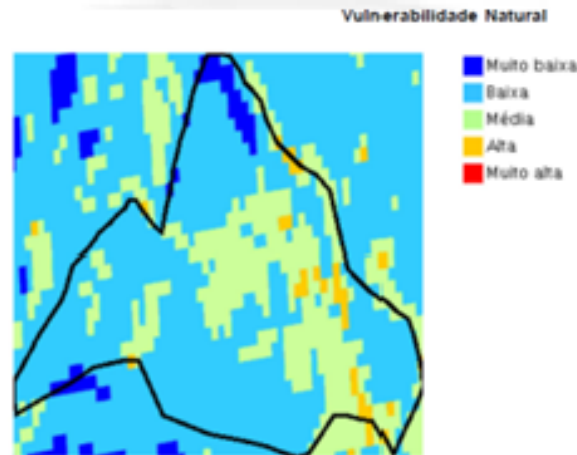 Vulnerabilidade Natural
Muito baixa
Baixa
Média
Alta
Muito alta